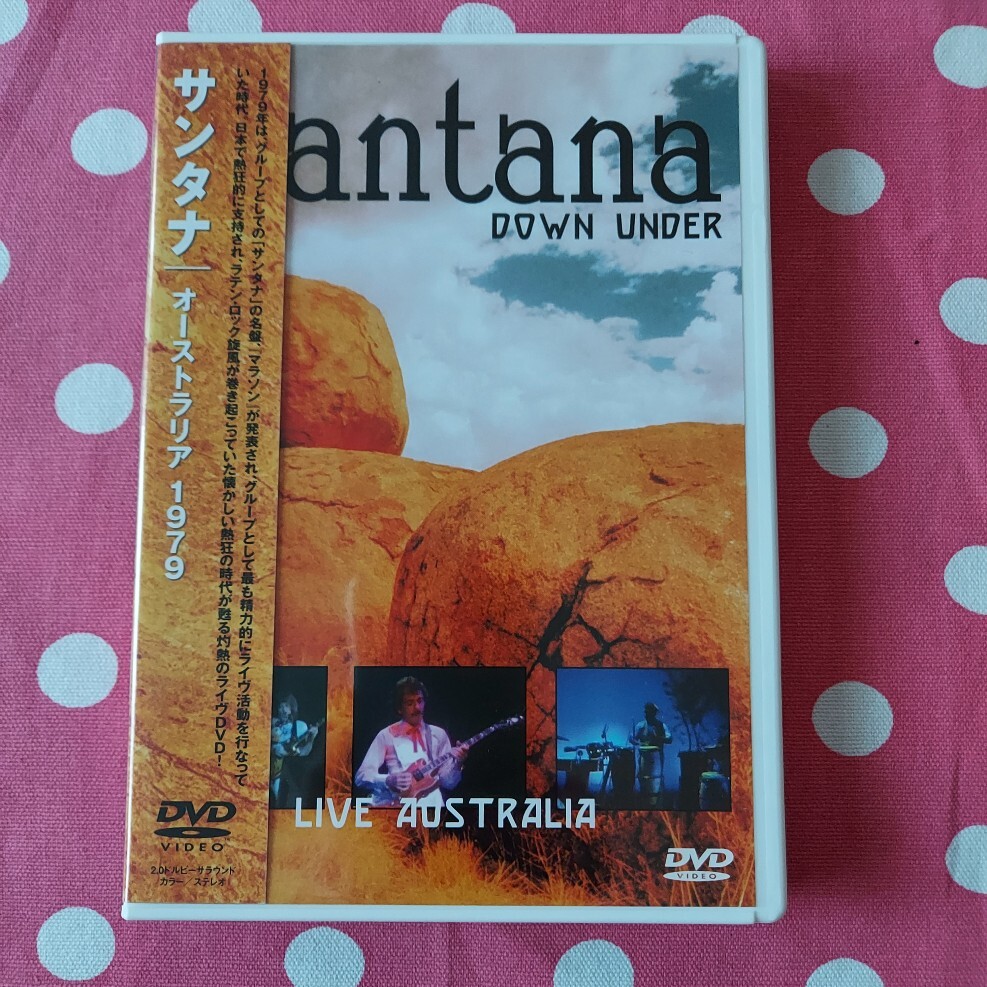 サンタナ｜オーストラリア 1979
1979年は、グループとしての「サンタナ」の名盤、「マラソン」が発表され、グループとして最も精力的にライヴ活動を行なって
いた時代。日本で熱狂的に支持され、ラテン・ロック旋風が巻き起こっていた懐かしい熱狂の時代が甦る灼熱のライヴDVD!
DVD
VIDEO
2.0ドルビーサラウンド
カラー／ステレオ
antana
DOWN UNDER
LIVE AUSTRALIA
DVD
VIDEO